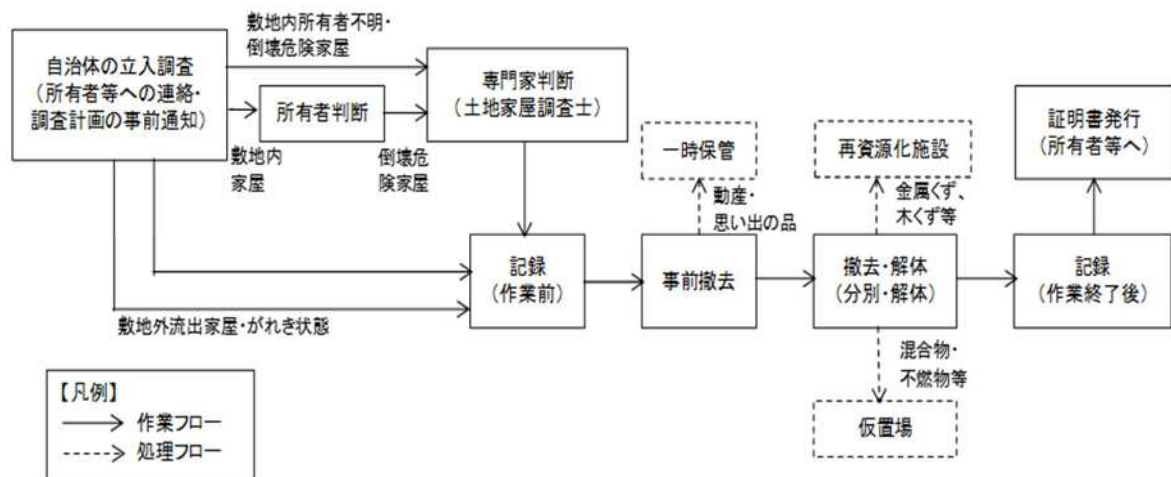 敷地内所有者不明・
倒壊危険家屋
自治体の立入調査
(所有者等への連絡・
調査計画の事前通知)
所有者判断
敷地内
家屋
倒壊危
険家屋
専門家判断
(土地家屋調査士)
一時保管
再資源化施設
証明書発行
(所有者等へ)
動産・
思い出の品
金属くず、
木くず等
記録
(作業前)
事前撤去
撤去・解体
(分別・解体)
記録
(作業終了後)
敷地外流出家屋・がれき状態
混合物・
不燃物等
仮置場
【凡例】
作業フロー
処理フロー